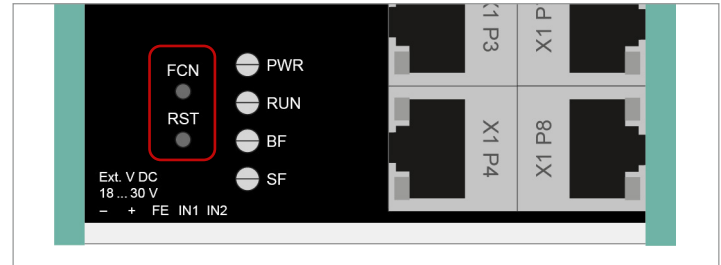 FCN
RST
PWR
RUN
BF
SF
Ext. V DC
18 ... 30 V
– + FE IN1 IN2
X1 P3
X1 P
X1 P4
X1 P8